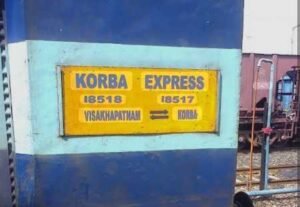 KORBA EXPRESS
18518 18517
VISAKHAPATNAM ⇌ KORBA